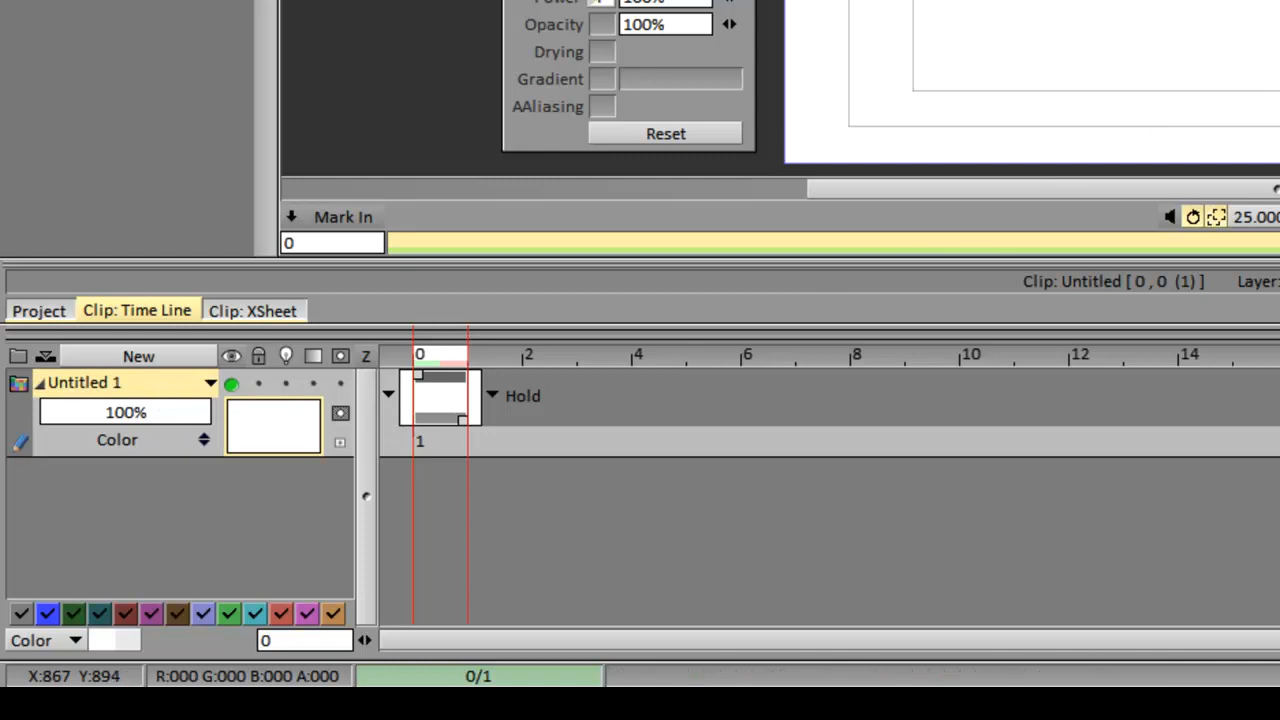 Power 100%
Opacity 100%
Drying
Gradient
AAliasing
Reset
Mark In
25.000
0
Clip: Untitled [ 0 , 0 (1) ] Layer:
Project Clip: Time Line Clip: XSheet
New Z 0 2 4 6 8 10 12 14
Untitled 1
100% Hold
Color 1
Color 0
X:867 Y:894 R:000 G:000 B:000 A:000 0/1